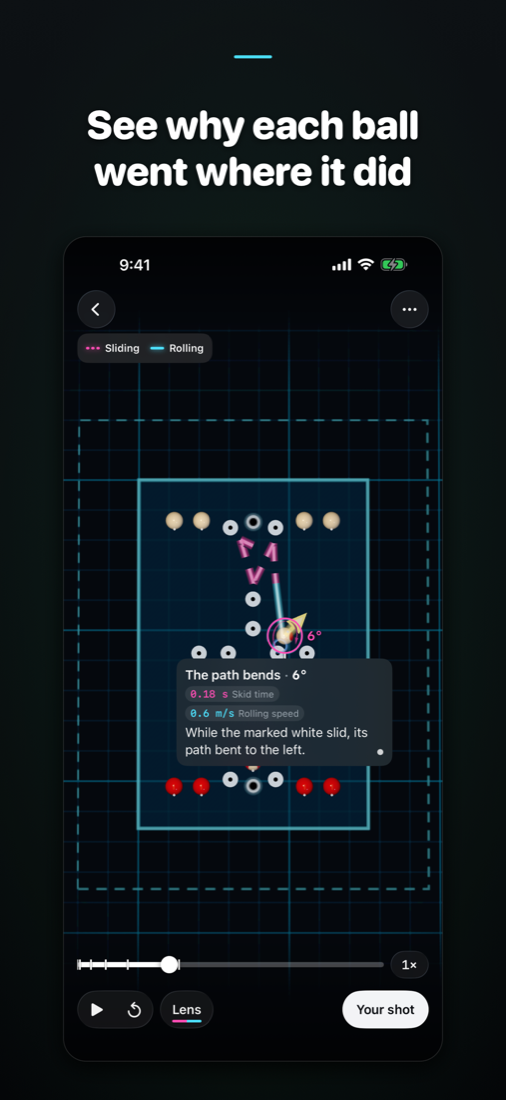 See why each ball
went where it did
9:41
Sliding
Rolling
6°
The path bends · 6°
0.18 s Skid time
0.6 m/s Rolling speed
While the marked white slid, its
path bent to the left.
1×
Lens
Your shot